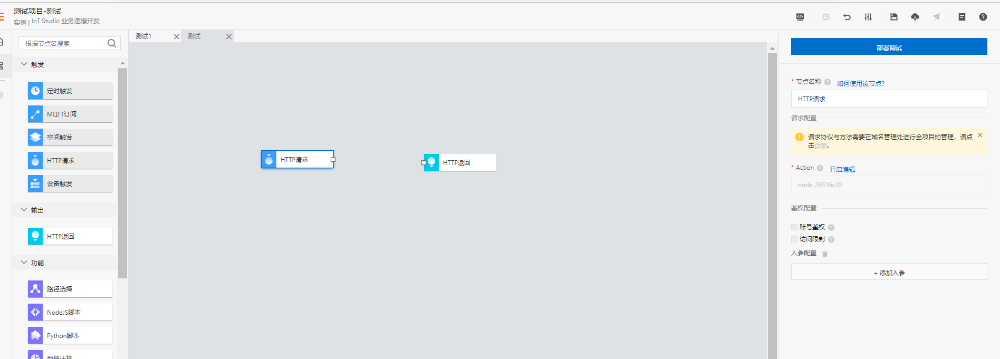 测试项目-测试
实例 | IoT Studio 业务逻辑开发
根据节点名搜索
触发
定时触发
MQTT订阅
空间触发
HTTP请求
设备触发
输出
HTTP返回
功能
路径选择
NodeJS脚本
Python脚本
数值计算
测试1
测试
HTTP请求
HTTP返回
部署调试
* 节点名称 如何使用该节点?
HTTP请求
请求配置
请求协议与方法需要在域名管理处进行全项目的管理，请点
击这里。
* Action 开启编辑
node_26516c20
鉴权配置
账号鉴权
访问限制
入参配置
+ 添加入参